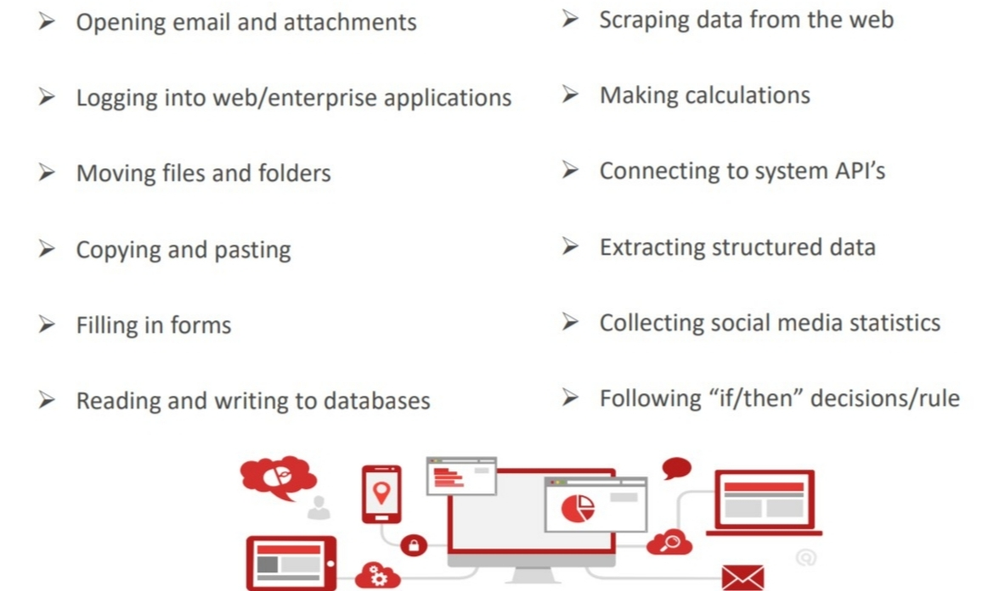 Opening email and attachments
Logging into web/enterprise applications
Moving files and folders
Copying and pasting
Filling in forms
Reading and writing to databases
Scraping data from the web
Making calculations
Connecting to system API’s
Extracting structured data
Collecting social media statistics
Following “if/then” decisions/rule
@